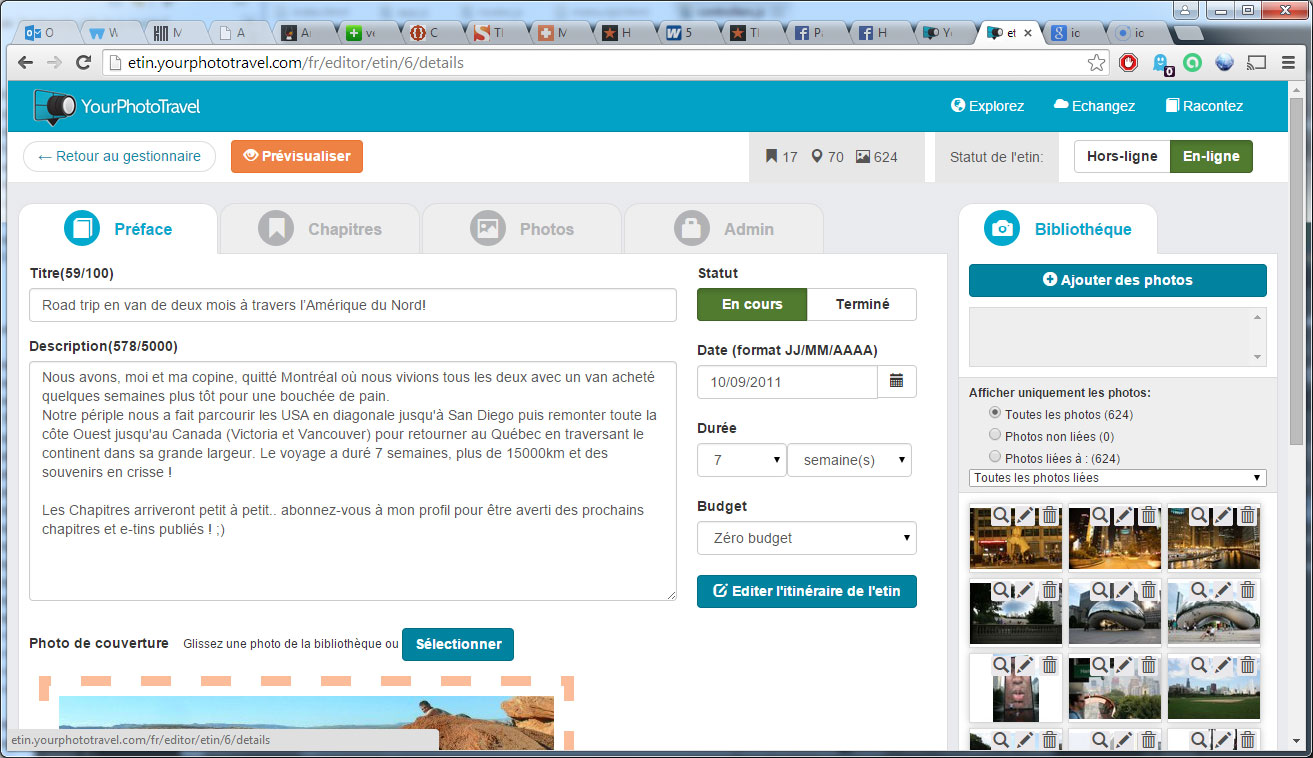 etin.yourphototravel.com/fr/editor/etin/6/details
YourPhotoTravel
Explorez
Echangez
Racontez
← Retour au gestionnaire
Prévisualiser
17
70
624
Statut de l'etin:
Hors-ligne
En-ligne
Préface
Chapitres
Photos
Admin
Bibliothéque
Titre(59/100)
Road trip en van de deux mois à travers l'Amérique du Nord!
Description(578/5000)
Nous avons, moi et ma copine, quitté Montréal où nous vivions tous les deux avec un van acheté
quelques semaines plus tôt pour une bouchée de pain.
Notre périple nous a fait parcourir les USA en diagonale jusqu'à San Diego puis remonter toute la
côte Ouest jusqu'au Canada (Victoria et Vancouver) pour retourner au Québec en traversant le
continent dans sa grande largeur. Le voyage a duré 7 semaines, plus de 15000km et des
souvenirs en crisse !
Les Chapitres arriveront petit à petit.. abonnez-vous à mon profil pour être averti des prochains
chapitres et e-tins publiés ! ;)
Photo de couverture
Glissez une photo de la bibliothèque ou
Sélectionner
Statut
En cours
Terminé
Date (format JJ/MM/AAAA)
10/09/2011
Durée
7
semaine(s)
Budget
Zéro budget
Editer l'itinéraire de l'etin
Ajouter des photos
Afficher uniquement les photos:
Toutes les photos (624)
Photos non liées (0)
Photos liées à : (624)
Toutes les photos liées
etin.yourphototravel.com/fr/editor/etin/6/details